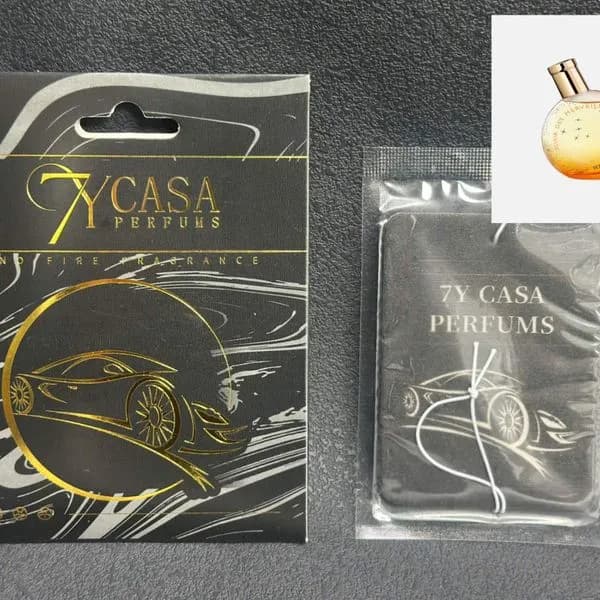 7YCASA
PERFUMS
NO FIRE FRAGRANCE
7Y CASA
PERFUMS